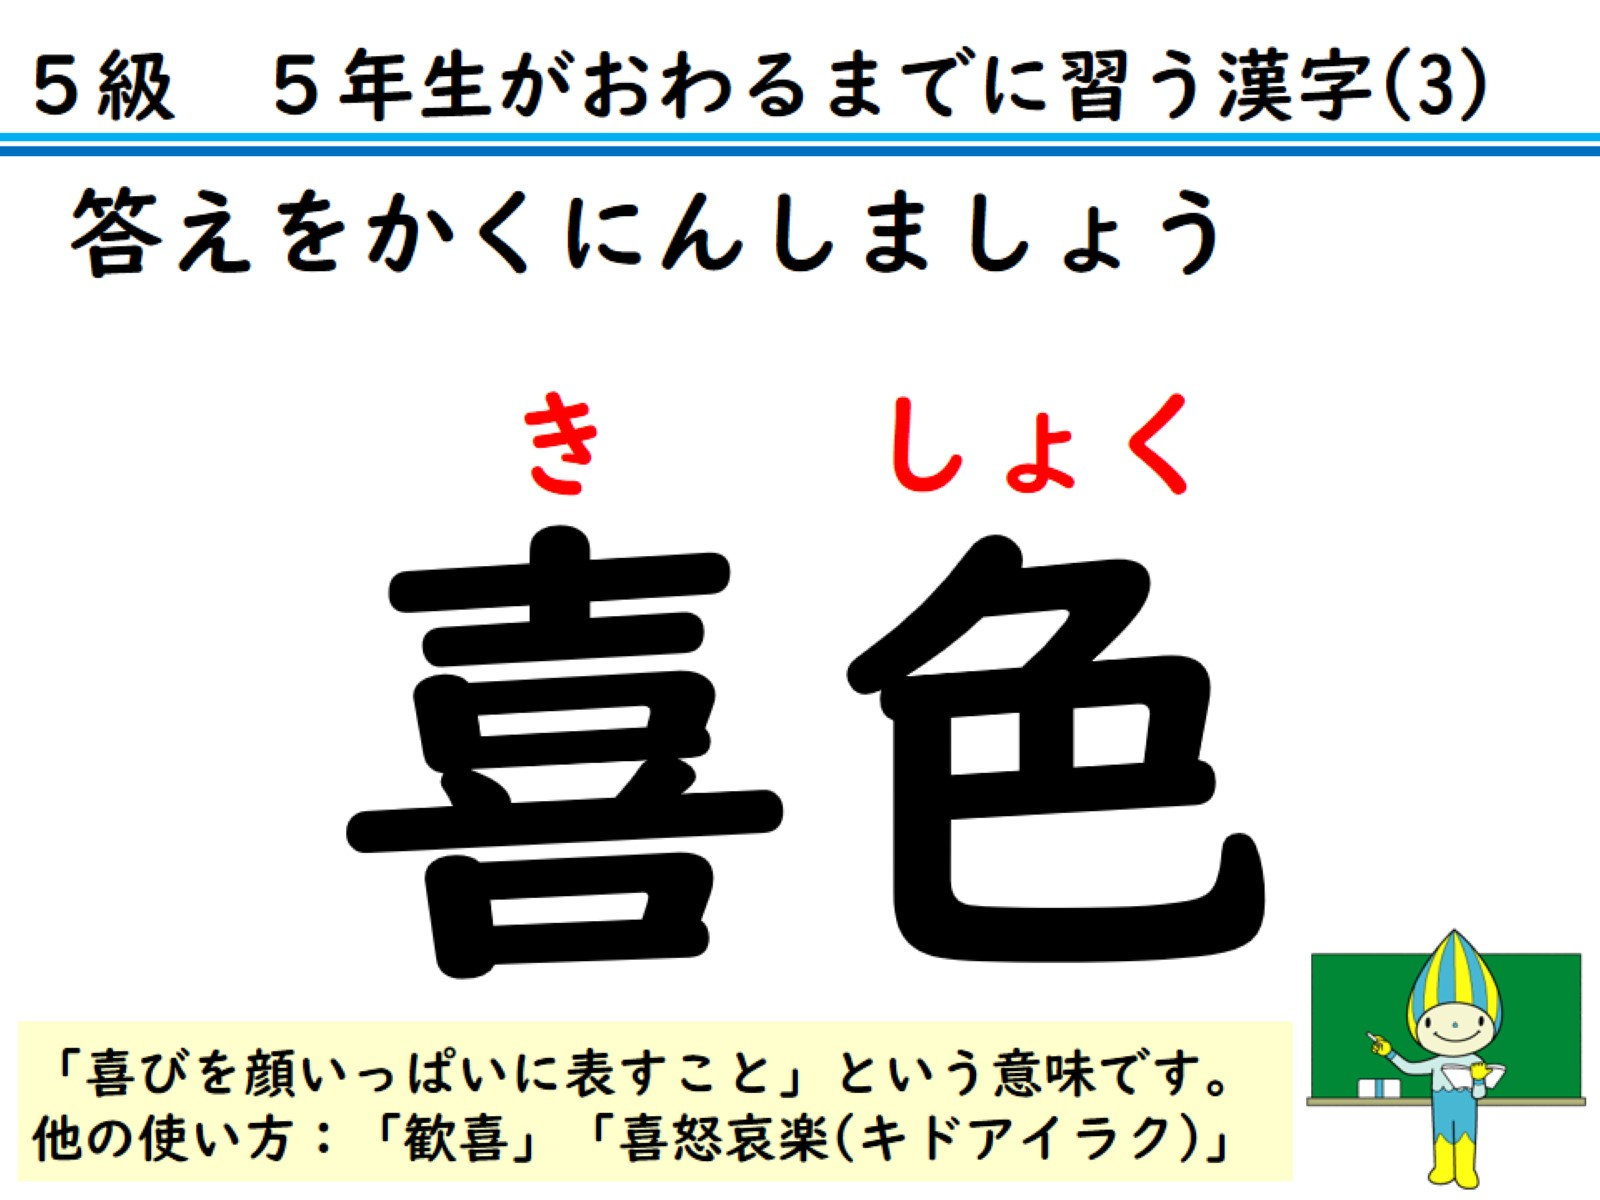 ５級　５年生がおわるまでに習う漢字(3)
答えをかくにんしましょう
き　しょく
喜色
「喜びを顔いっぱいに表すこと」という意味です。
他の使い方：「歓喜」「喜怒哀楽(キドアイラク)」